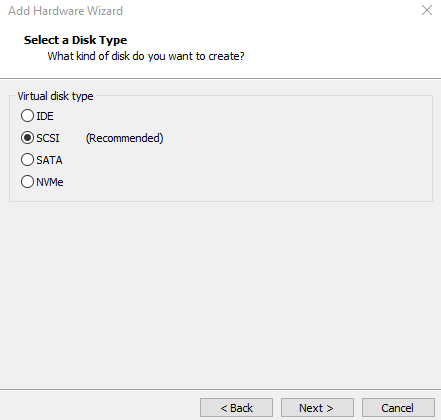 Add Hardware Wizard
Select a Disk Type
What kind of disk do you want to create?
Virtual disk type
IDE
SCSI (Recommended)
SATA
NVMe
< Back Next > Cancel